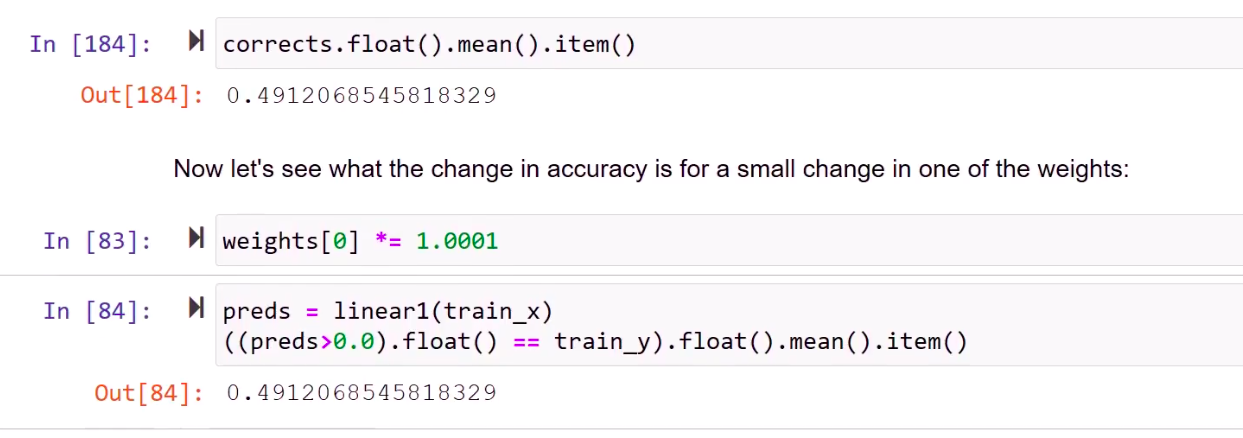 In [184]: corrects.float().mean().item()
Out[184]: 0.4912068545818329
Now let's see what the change in accuracy is for a small change in one of the weights:
In [83]: weights[0] *= 1.0001
In [84]: preds = linear1(train_x)
((preds>0.0).float() == train_y).float().mean().item()
Out[84]: 0.4912068545818329